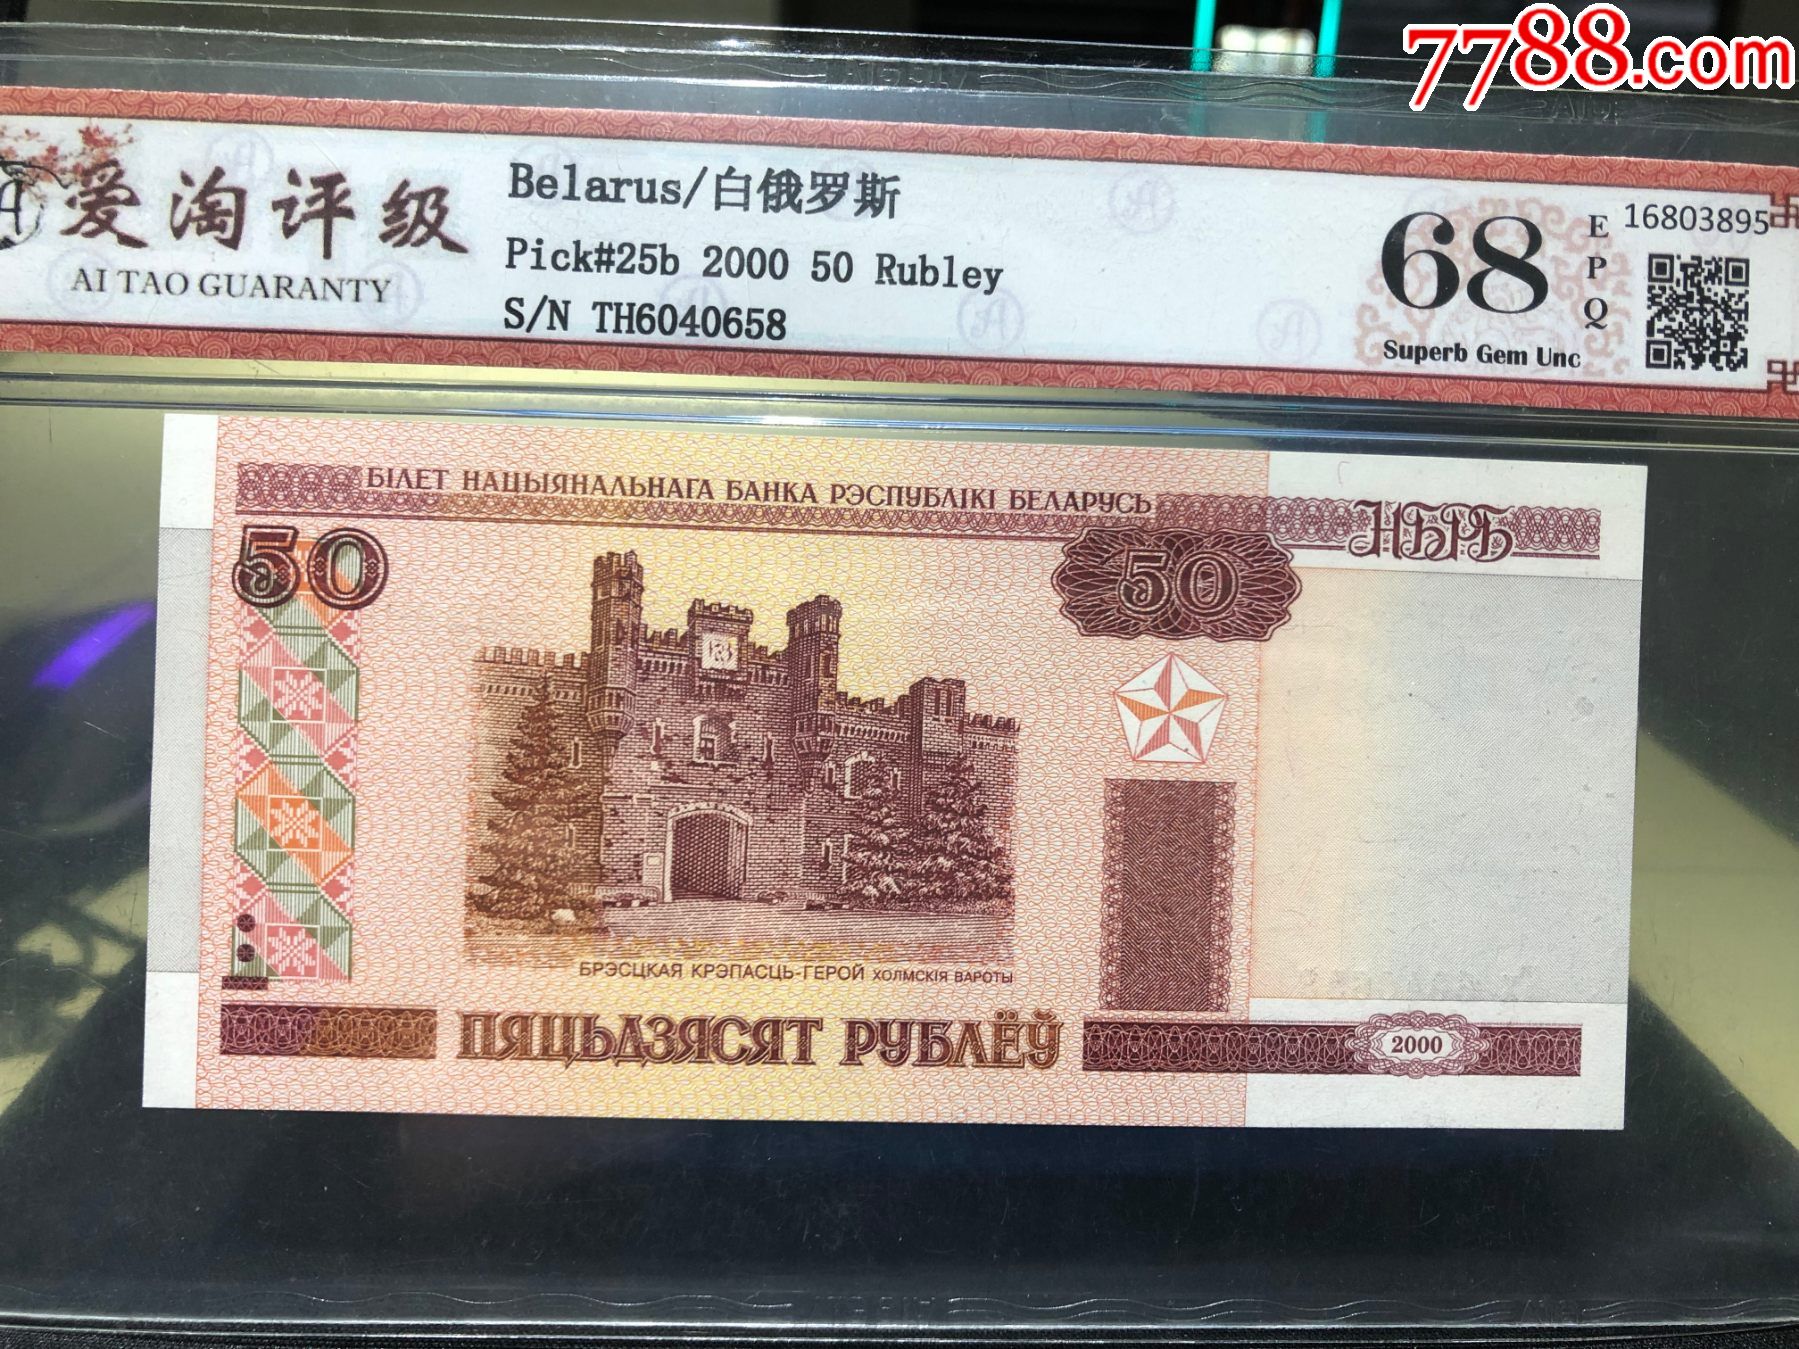 7788.com
爱淘评级
AI TAO GUARANTY
Belarus/白俄罗斯
Pick#25b 2000 50 Rubley
S/N TH6040658
68
EPQ
Superb Gem Unc
16803895
БІЛЕТ НАЦЫЯНАЛЬНАГА БАНКА РЭСПУБЛІКІ БЕЛАРУСЬ
НБРБ
50
50
БРЭСЦКАЯ КРЭПАСЦЬ-ГЕРОЙ ХОЛМСКІЯ ВАРОТЫ
ПЯЦЬДЗЯСЯТ РУБЛЁЎ
2000